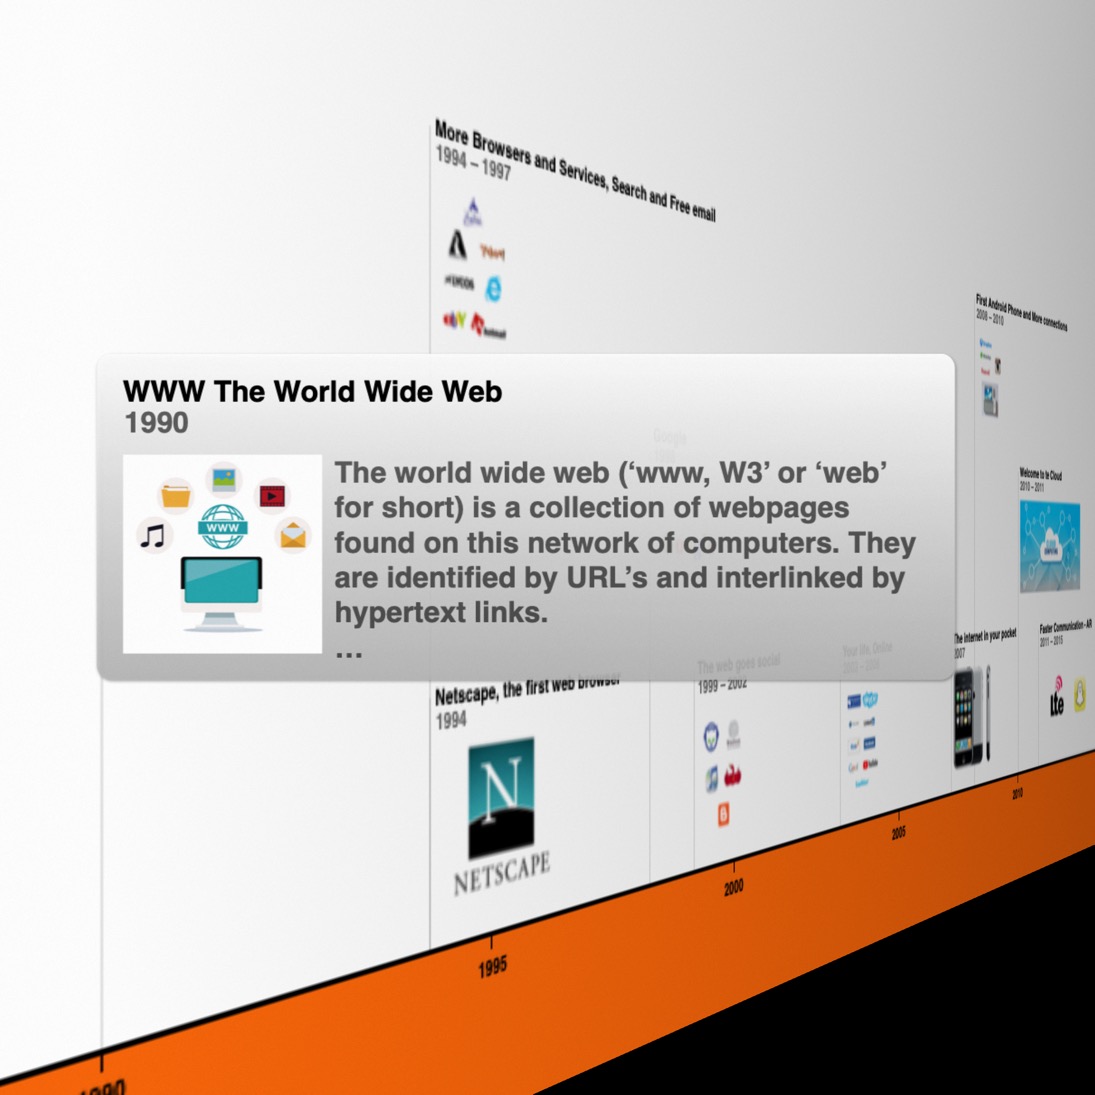 More Browsers and Services, Search and Free email
1994 – 1997
First Android Phone and More connections
2008 – 2010
WWW The World Wide Web
1990
Google
The world wide web (‘www, W3’ or ‘web’
for short) is a collection of webpages
found on this network of computers. They
are identified by URL’s and interlinked by
hypertext links.
...
WWW
Welcome to te Cloud
2010 – 2011
The internet in your pocket
2007
Faster Communication - AR
2011 – 2015
The web goes social
1999 – 2002
Your life, Online
Netscape, the first web browser
1994
N
NETSCAPE
lte
1990
1995
2000
2005
2010